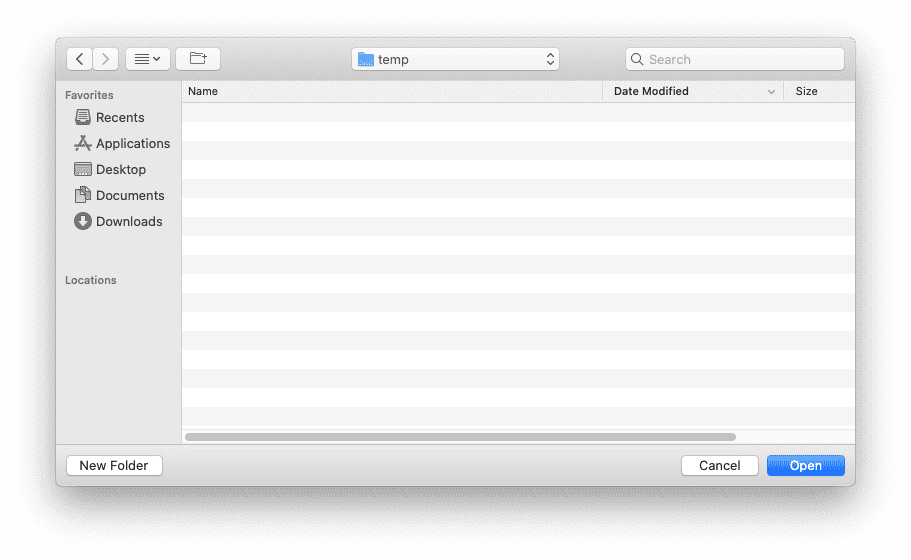 temp
Search
Favorites
Recents
Applications
Desktop
Documents
Downloads
Locations
Name Date Modified Size
New Folder Cancel Open